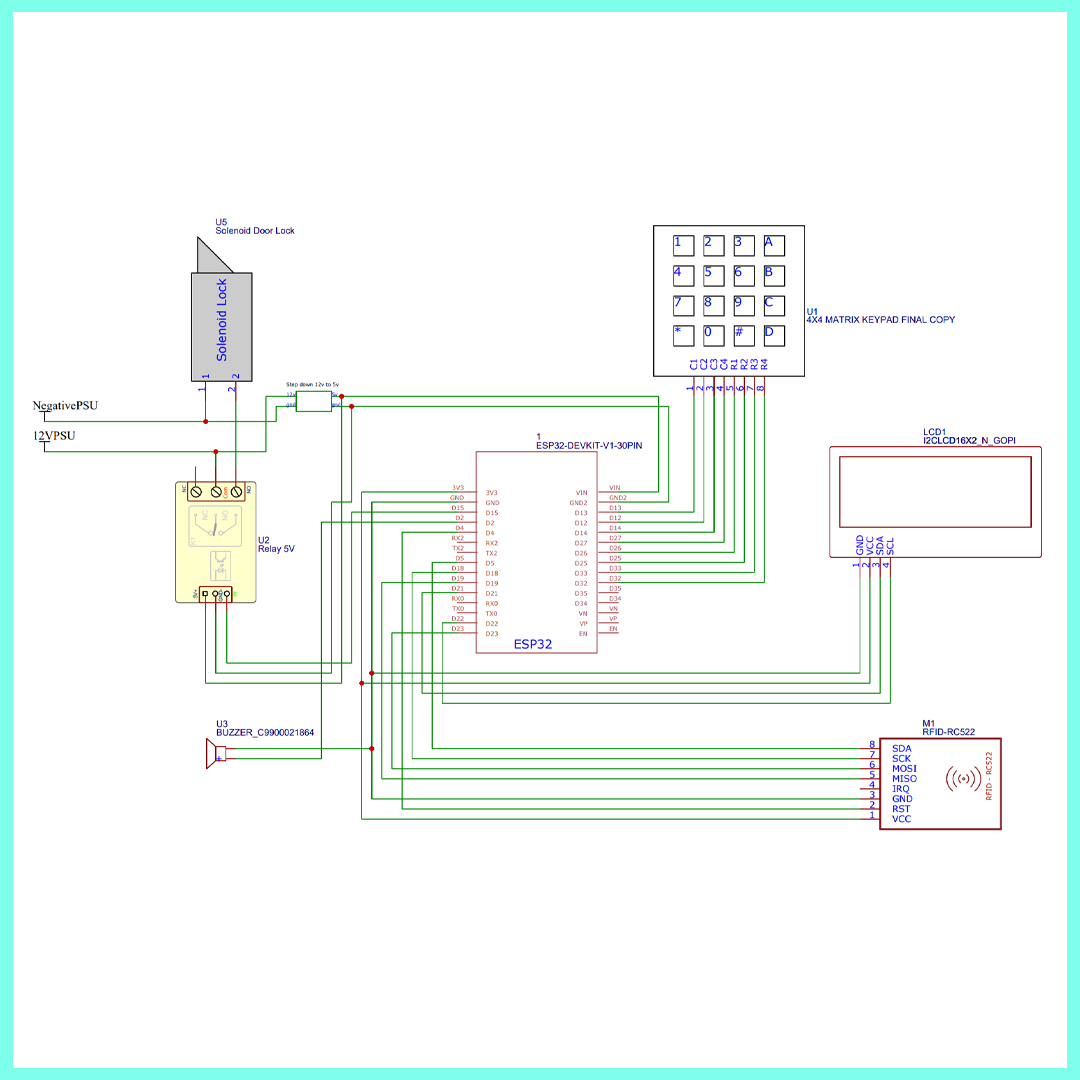 U5
Solenoid Door Lock
Solenoid Lock
1
2
1
2
NegativePSU
12VPSU
Step down 12v to 5v
12v
gnd
5v
gnd
NC
Com
NO
NC
NO
K1
U2
Relay 5V
U3
BUZZER_C9900021864
+
1 2 3 A
4 5 6 B
7 8 9 C
* 0 # D
C1 C2 C3 C4 R1 R2 R3 R4
1 2 3 4 5 6 7 8
U1
4X4 MATRIX KEYPAD FINAL COPY
1
ESP32-DEVKIT-V1-30PIN
3V3 3V3 VIN VIN
GND GND GND2 GND2
D15 D15 D13 D13
D2 D2 D12 D12
D4 D4 D14 D14
RX2 RX2 D27 D27
TX2 TX2 D26 D26
D5 D5 D25 D25
D18 D18 D33 D33
D19 D19 D32 D32
D21 D21 D35 D35
RX0 RX0 D34 D34
TX0 TX0 VN VN
D22 D22 VP VP
D23 D23 EN EN
ESP32
LCD1
I2CLCD16X2_N_GOPI
GND VCC SDA SCL
1 2 3 4
M1
RFID-RC522
8 SDA
7 SCK
6 MOSI
5 MISO
4 IRQ
3 GND
2 RST
1 VCC
RFID - RC522